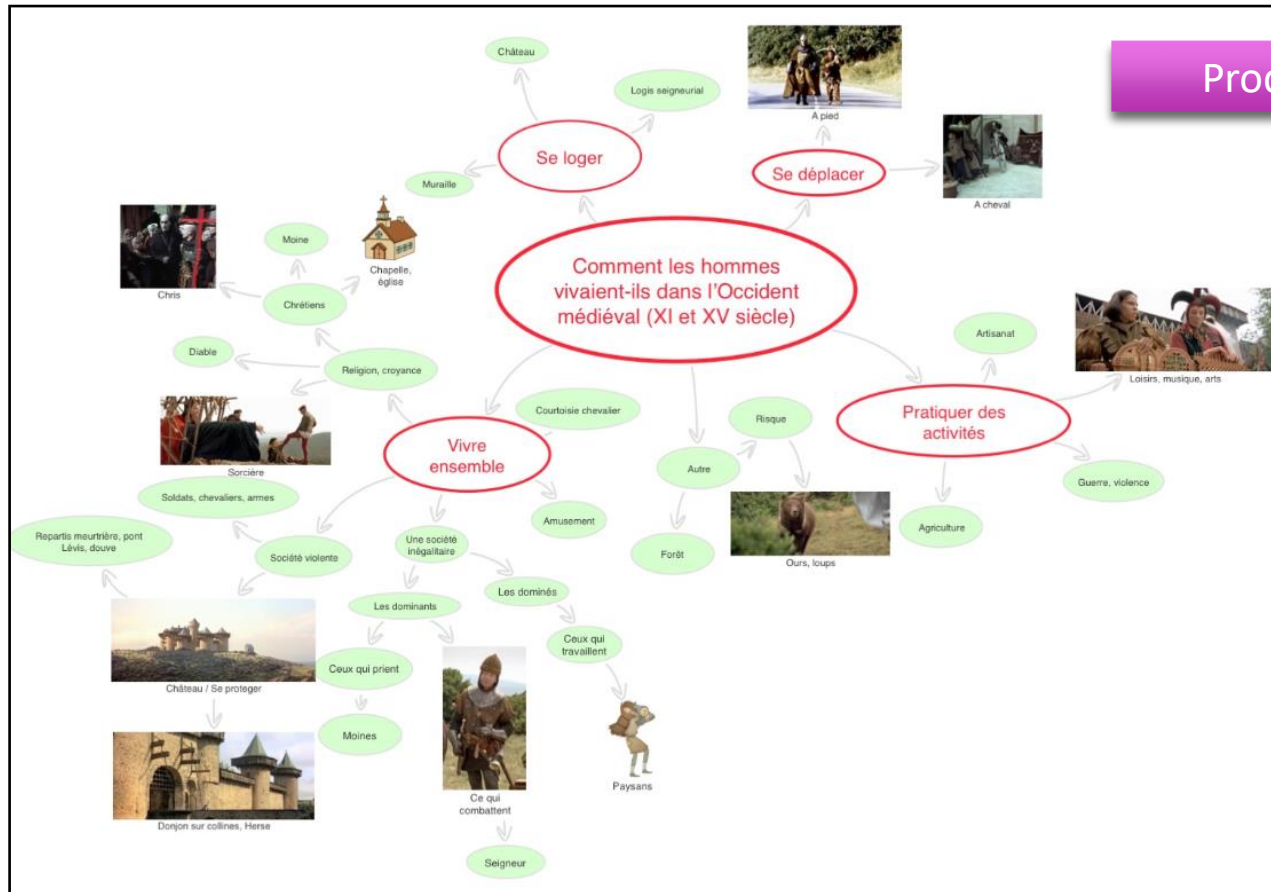 Château
Prod
Logis seigneurial
A pied
Se loger
Se déplacer
Muraille
A cheval
Moine
Chapelle,
église
Comment les hommes
vivaient-ils dans l'Occident
médiéval (XI et XV siècle)
Chris
Chrétiens
Artisanat
Diable
Religion, croyance
Loisirs, musique, arts
Courtoisie chevalier
Pratiquer des
activités
Risque
Vivre
ensemble
Sorcière
Autre
Guerre, violence
Soldats, chevaliers, armes
Amusement
Agriculture
Repartis meurtrière, pont
Lévis, douve
Une société
inégalitaire
Société violente
Forêt
Ours, loups
Les dominés
Les dominants
Ceux qui
travaillent
Ceux qui prient
Château / Se proteger
Moines
Paysans
Ce qui
combattent
Donjon sur collines, Herse
Seigneur